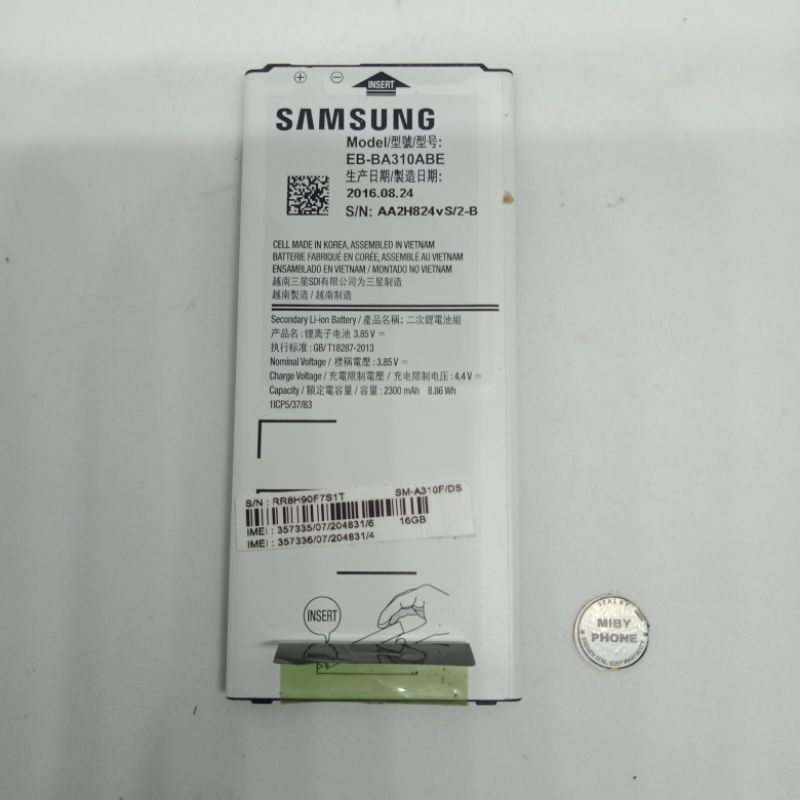 INSERT
SAMSUNG
Model/型號/型号:
EB-BA310ABE
生产日期/製造日期:
2016.08.24
S/N: AA2H824vS/2-B
CELL MADE IN KOREA, ASSEMBLED IN VIETNAM
BATTERIE FABRIQUÉ EN CORÉE, ASSEMBLÉ AU VIETNAM
ENSAMBLADO EN VIETNAM / MONTADO NO VIETNAM
越南三星SDI有限公司为三星制造
越南製造 / 越南制造
Secondary Li-ion Battery / 產品名稱: 二次鋰電池組
产品名 : 锂离子电池 3.85 V
执行标准 : GB/ T18287-2013
Nominal Voltage / 標稱電壓 : 3.85 V
Charge Voltage / 充電限制電壓 / 充电限制电压 : 4.4 V
Capacity / 額定電容量 / 容量 : 2300 mAh 8.86 Wh
1ICP5/37/83
S/N : RR8H90F7S1T SM-A310F/DS
IMEI : 357335/07/204831/6 16GB
IMEI : 357336/07/204831/4
INSERT
SEAL BY
MIBY
PHONE
BROKEN SEAL, LOST WARRANTY